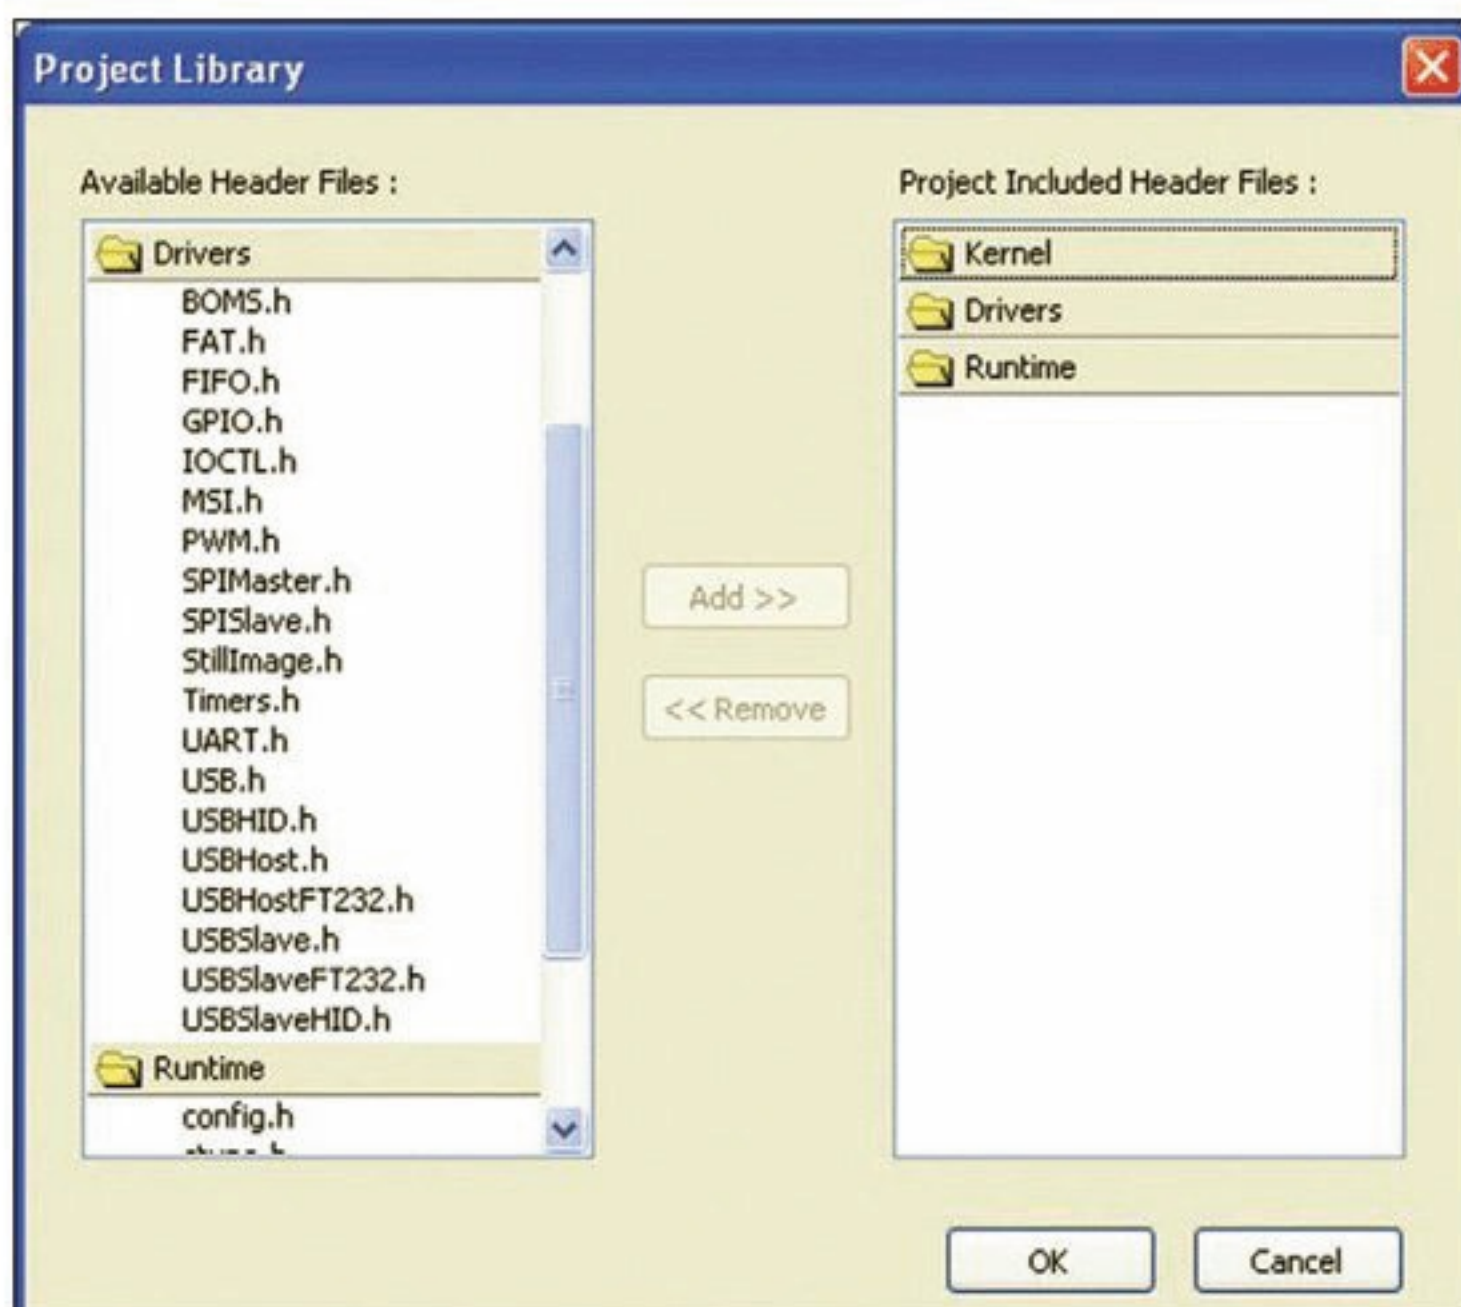 Project Library
Available Header Files :
Drivers
BOMS.h
FAT.h
FIFO.h
GPIO.h
IOCTL.h
MSI.h
PWM.h
SPIMaster.h
SPISlave.h
StillImage.h
Timers.h
UART.h
USB.h
USBHID.h
USBHost.h
USBHostFT232.h
USBSlave.h
USBSlaveFT232.h
USBSlaveHID.h
Runtime
config.h
Add >>
<< Remove
Project Included Header Files :
Kernel
Drivers
Runtime
OK
Cancel